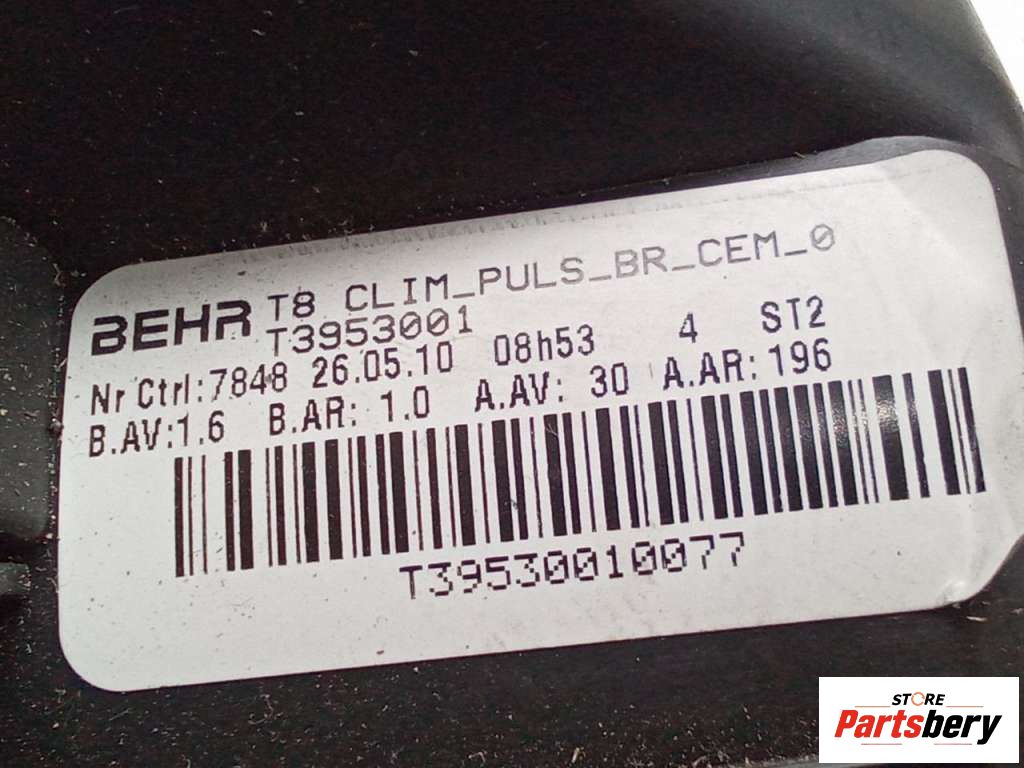 BEHR T8 CLIM_PULS_BR_CEM_0
T3953001
Nr Ctrl:7848 26.05.10 08h53 4 ST2
B.AV:1.6 B.AR: 1.0 A.AV: 30 A.AR:196
T39530010077
STORE
Partsbery